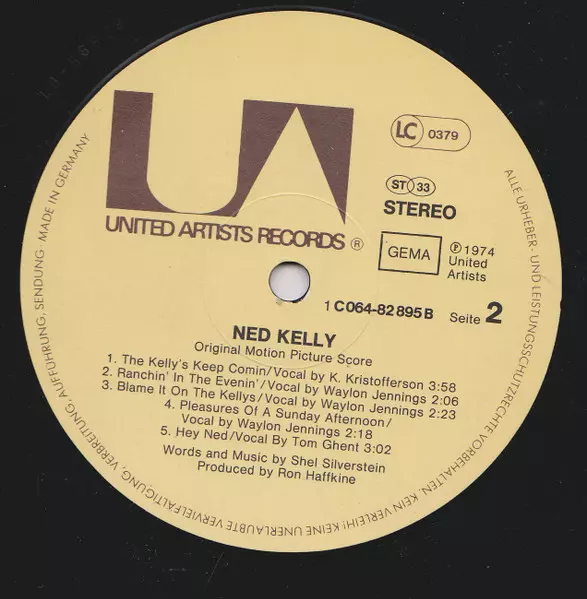 UA
UNITED ARTISTS RECORDS ®
LC 0379
ST 33
STEREO
GEMA
Ⓟ 1974
United
Artists
1C 064-82 895 B Seite 2
NED KELLY
Original Motion Picture Score
1. The Kelly's Keep Comin/Vocal by K. Kristofferson 3:58
2. Ranchin' In The Evenin'/Vocal by Waylon Jennings 2:06
3. Blame It On The Kellys/Vocal by Waylon Jennings 2:23
4. Pleasures Of A Sunday Afternoon/
Vocal by Waylon Jennings 2:18
5. Hey Ned/Vocal By Tom Ghent 3:02
Words and Music by Shel Silverstein
Produced by Ron Haffkine
ALLE URHEBER- UND LEISTUNGSSCHUTZRECHTE VORBEHALTEN. KEIN VERLEIH! KEINE UNERLAUBTE VERVIELFÄLTIGUNG, VERBREITUNG, AUFFÜHRUNG, SENDUNG · MADE IN GERMANY